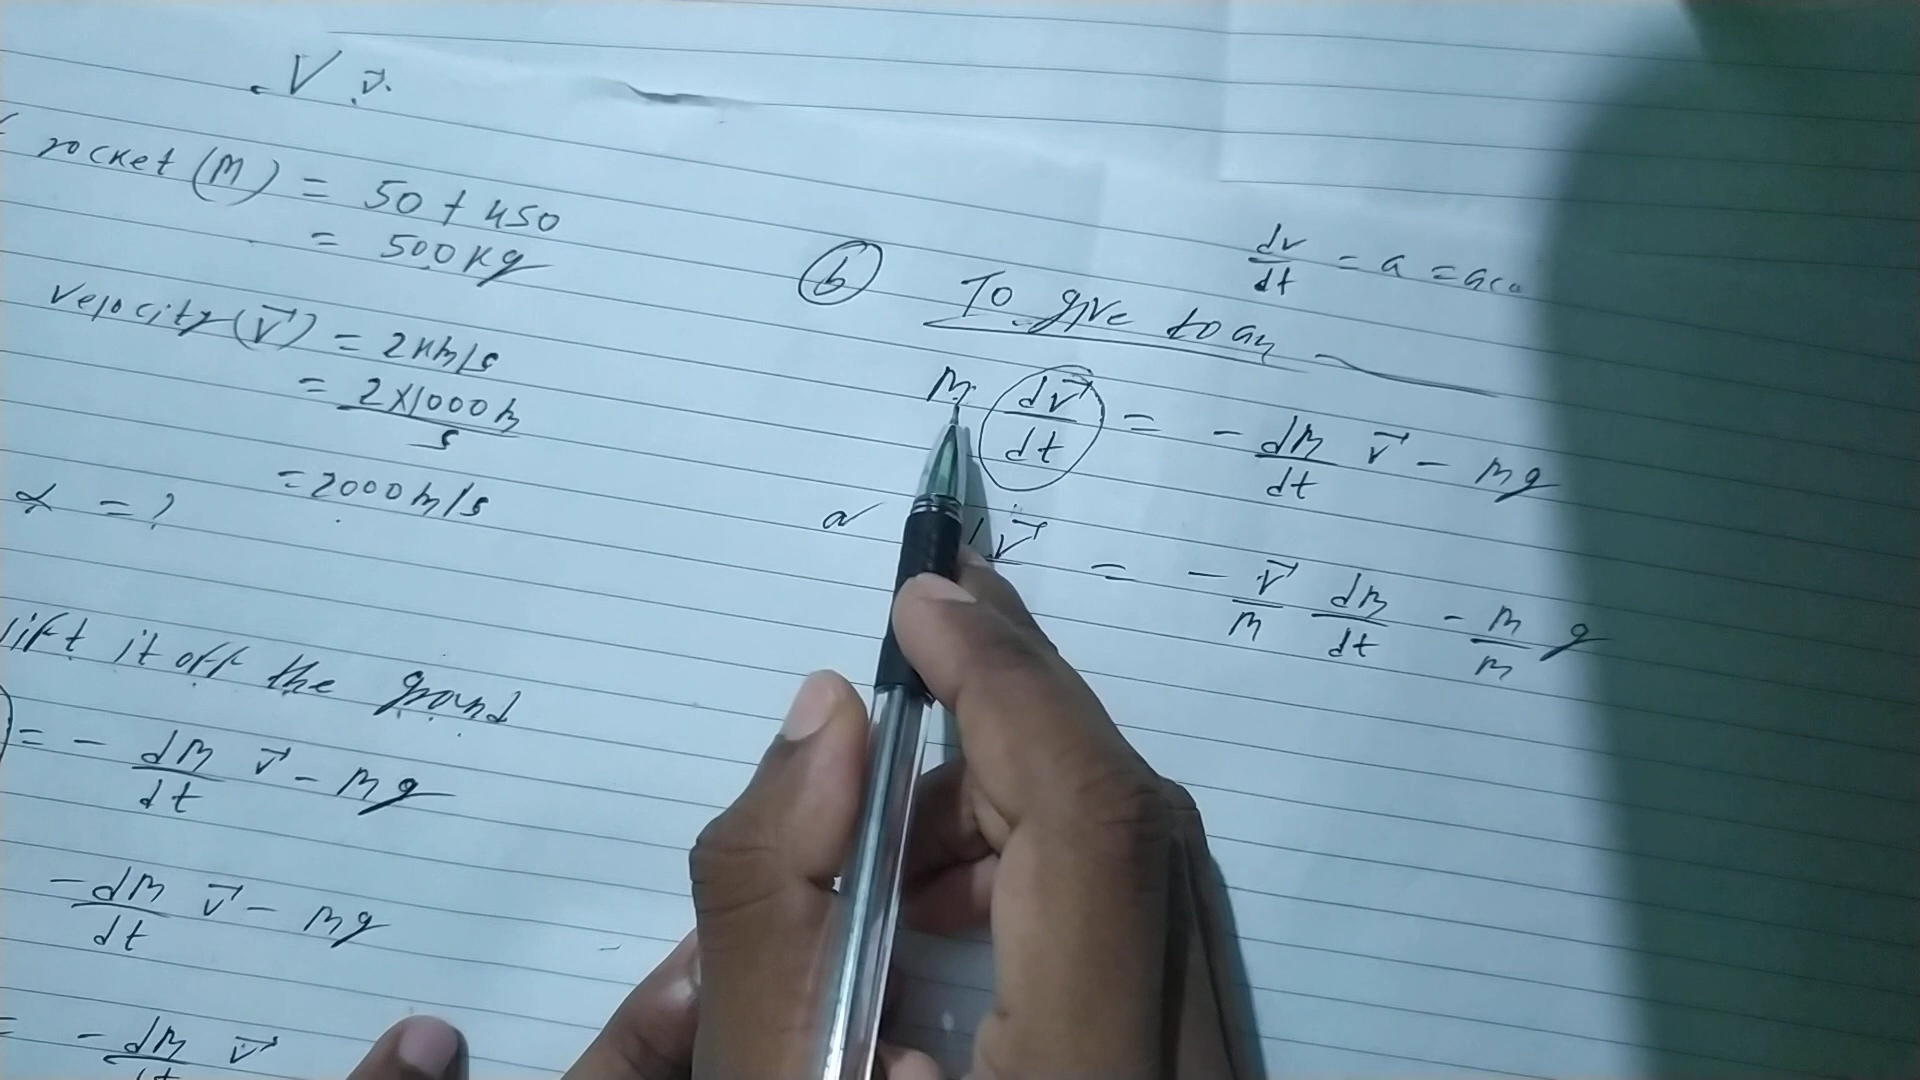 V v⃗.
rocket (M) = 50 + 450
= 500 kg
velocity (v⃗) = 2 km/s
= 2 × 1000 m / s
= 2000 m/s
α = ?
lift it off the ground
= - dM/dt v⃗ - mg
- dM/dt v⃗ - mg
= - dM/dt v⃗
dv/dt = a = acc
(b) To give to an
M dv⃗/dt = - dM/dt v⃗ - mg
or v⃗ = - v⃗/m dm/dt - m/m g